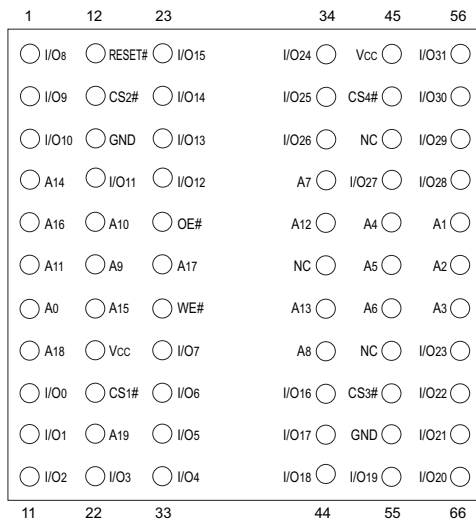 1 12 23 34 45 56
I/O8 RESET# I/O15 I/O24 VCC I/O31
I/O9 CS2# I/O14 I/O25 CS4# I/O30
I/O10 GND I/O13 I/O26 NC I/O29
A14 I/O11 I/O12 A7 I/O27 I/O28
A16 A10 OE# A12 A4 A1
A11 A9 A17 NC A5 A2
A0 A15 WE# A13 A6 A3
A18 VCC I/O7 A8 NC I/O23
I/O0 CS1# I/O6 I/O16 CS3# I/O22
I/O1 A19 I/O5 I/O17 GND I/O21
I/O2 I/O3 I/O4 I/O18 I/O19 I/O20
11 22 33 44 55 66